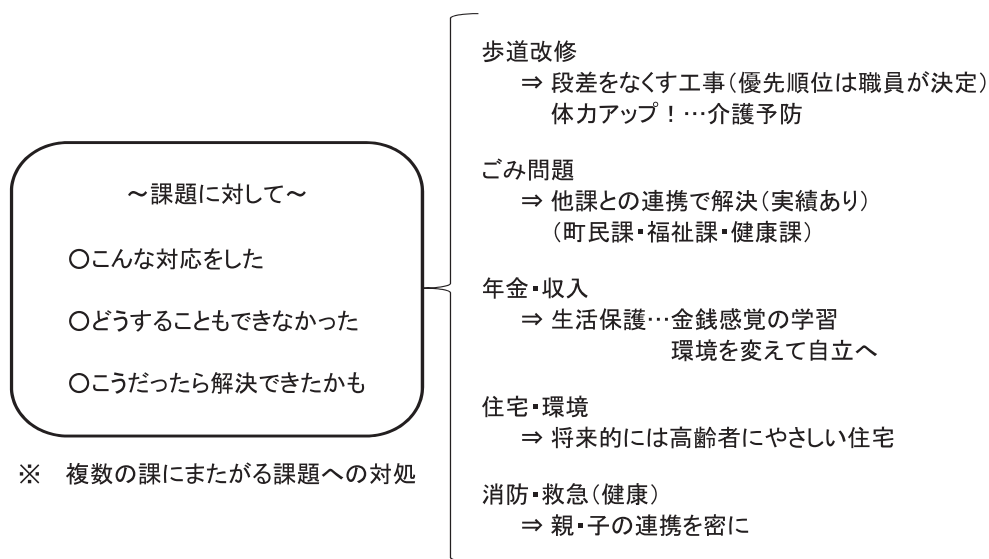 ~課題に対して~
○こんな対応をした
○どうすることもできなかった
○こうだったら解決できたかも
※ 複数の課にまたがる課題への対処
歩道改修
⇒ 段差をなくす工事(優先順位は職員が決定)
体力アップ!…介護予防
ごみ問題
⇒ 他課との連携で解決(実績あり)
(町民課・福祉課・健康課)
年金・収入
⇒ 生活保護…金銭感覚の学習
環境を変えて自立へ
住宅・環境
⇒ 将来的には高齢者にやさしい住宅
消防・救急(健康)
⇒ 親・子の連携を密に